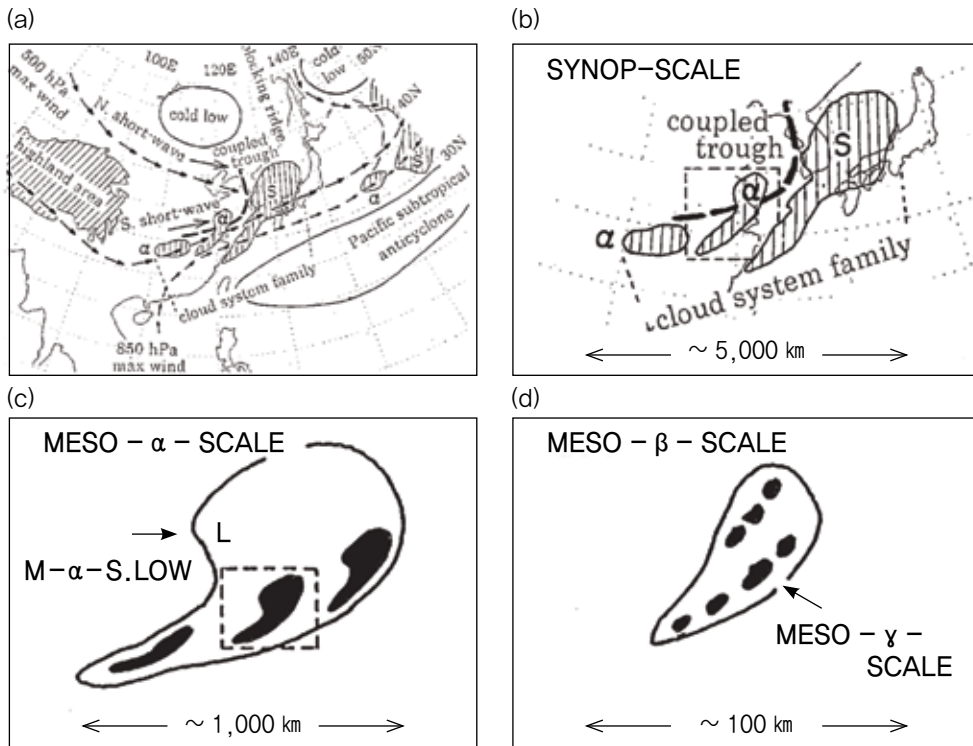 (a)
500 hPa
max wind
100E
120E
140E
50N
cold
low
N. short-wave
cold low
blocking ridge
40N
coupled
trough
30N
highland area
S
S
S. short-wave
α
α
α
Pacific subtropical
anticyclone
cloud system family
850 hPa
max wind
(b)
SYNOP-SCALE
coupled
trough
S
α
α
cloud system family
~ 5,000 ㎞
(c)
MESO - α - SCALE
L
M-α-S.LOW
~ 1,000 ㎞
(d)
MESO - β - SCALE
MESO - ɣ -
SCALE
~ 100 ㎞